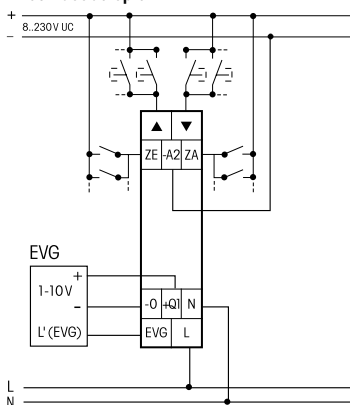 +
8..230V UC
–
▲ ▼
ZE -A2 ZA
EVG
+
1-10V
–
L' (EVG)
-0 +Q1 N
EVG L
L
N